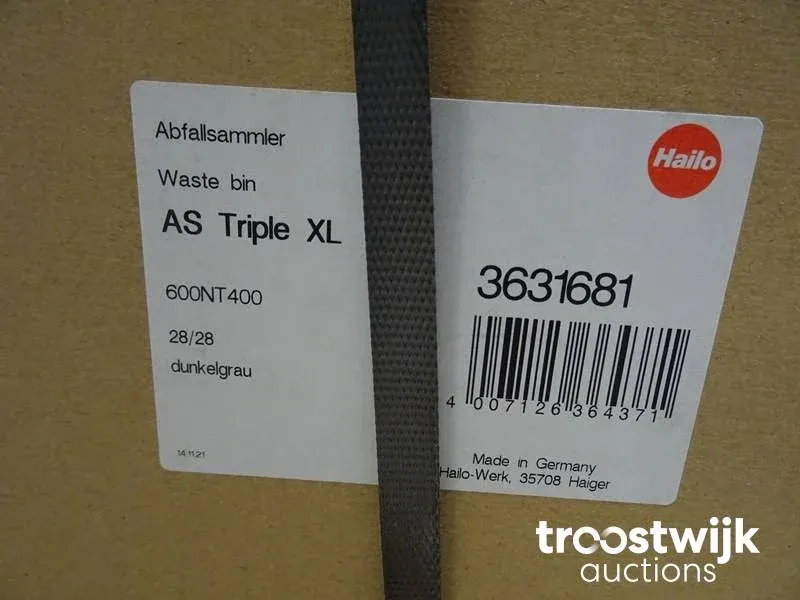 Abfallsammler
Waste bin
AS Triple XL
600NT400
28/28
dunkelgrau
14.11.21
Hailo
3631681
4 007126 364371
Made in Germany
Hailo-Werk, 35708 Haiger
troostwijk
auctions